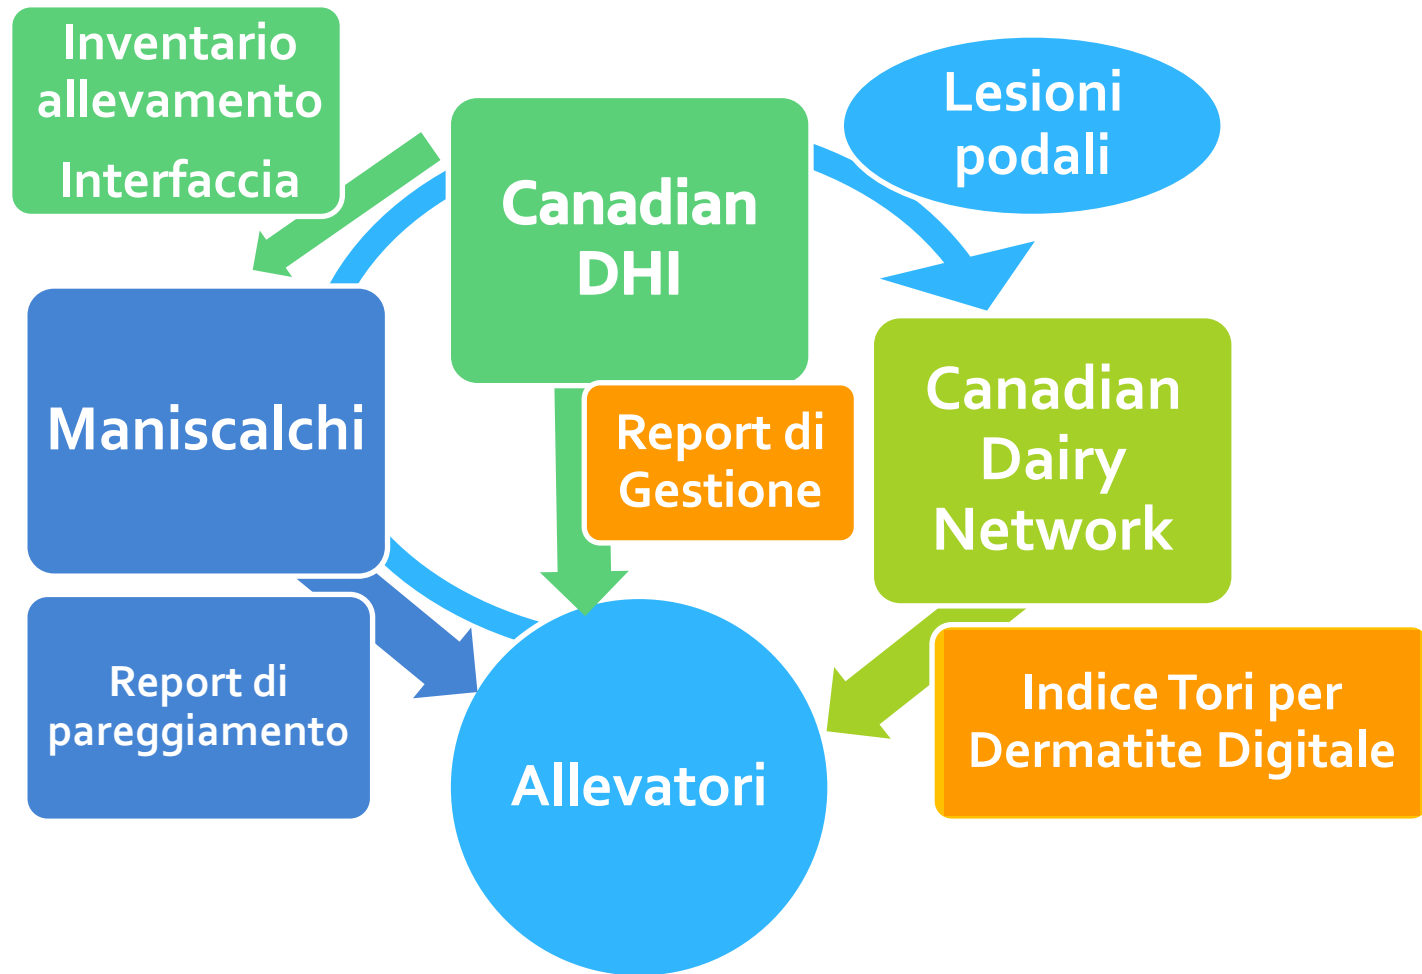 Inventario
allevamento
Interfaccia
Canadian
DHI
Lesioni
podali
Maniscalchi
Report di
Gestione
Canadian
Dairy
Network
Report di
pareggiamento
Allevatori
Indice Tori per
Dermatite Digitale